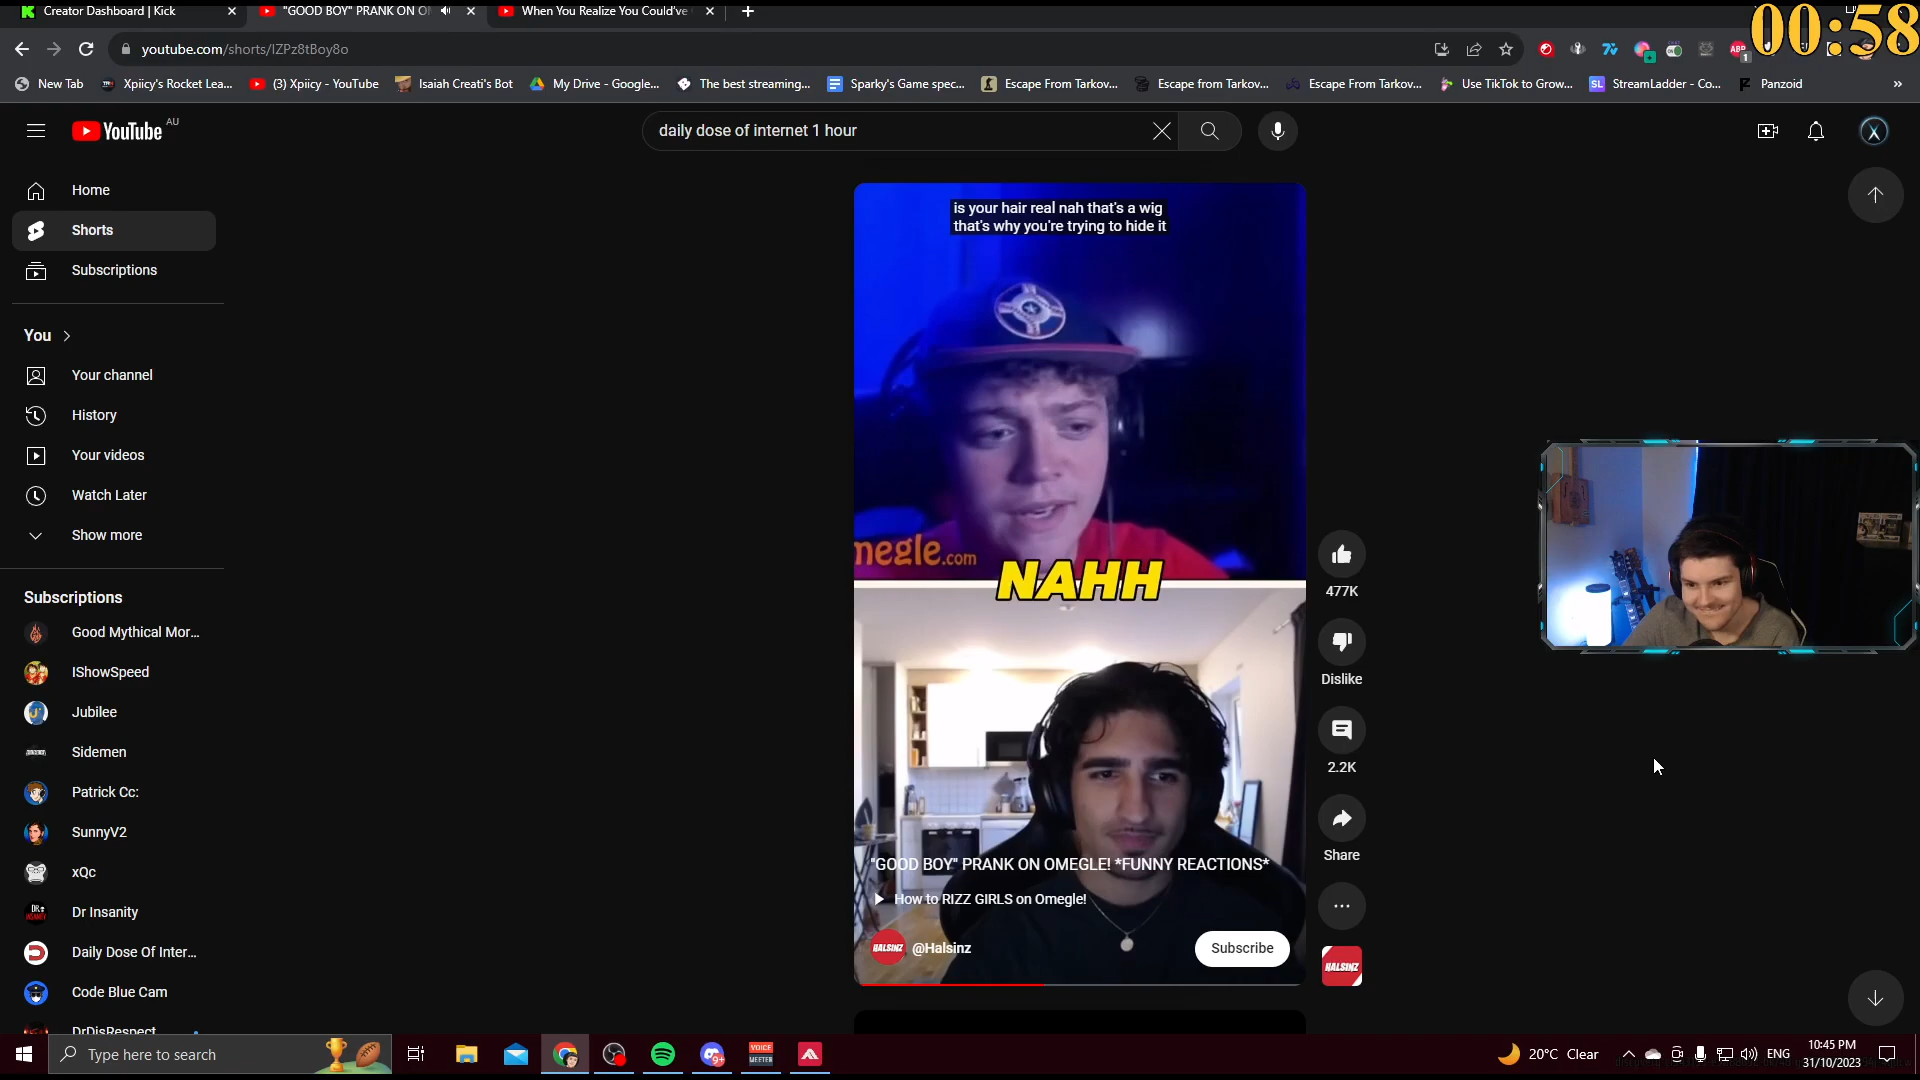 Creator Dashboard | Kick
"GOOD BOY" PRANK ON O
When You Realize You Could've
00:58
youtube.com/shorts/lZPz8tBoy8o
New Tab
Xpiicy's Rocket Lea...
(3) Xpiicy - YouTube
Isaiah Creati's Bot
My Drive - Google...
The best streaming...
Sparky's Game spec...
Escape From Tarkov...
Escape from Tarkov...
Escape From Tarkov...
Use TikTok to Grow...
SL
StreamLadder - Co...
Panzoid
YouTube AU
daily dose of internet 1 hour
Home
Shorts
Subscriptions
You
Your channel
History
Your videos
Watch Later
Show more
Subscriptions
Good Mythical Mor...
IShowSpeed
Jubilee
Sidemen
Patrick Cc:
SunnyV2
xQc
Dr Insanity
Daily Dose Of Inter...
Code Blue Cam
DrDisRespect
is your hair real nah that's a wig
that's why you're trying to hide it
megle.com
NAHH
"GOOD BOY" PRANK ON OMEGLE! *FUNNY REACTIONS*
How to RIZZ GIRLS on Omegle!
HALSINZ
@Halsinz
Subscribe
477K
Dislike
2.2K
Share
HALSINZ
Type here to search
9+
VOICE
MEETER
20°C Clear
ENG
10:45 PM
31/10/2023